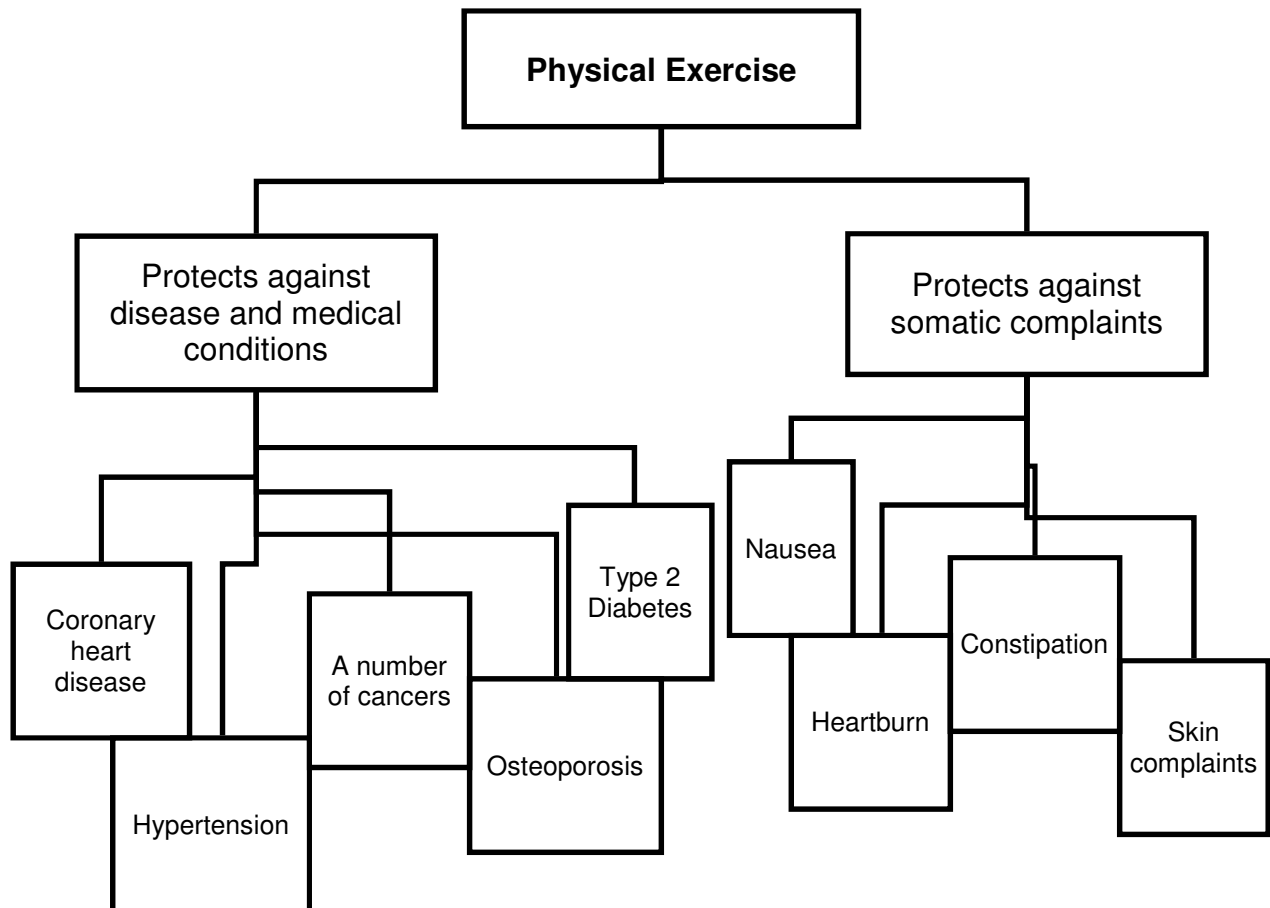 Physical Exercise
Protects against
disease and medical
conditions
Protects against
somatic complaints
Coronary
heart
disease
Hypertension
A number
of cancers
Osteoporosis
Type 2
Diabetes
Nausea
Heartburn
Constipation
Skin
complaints